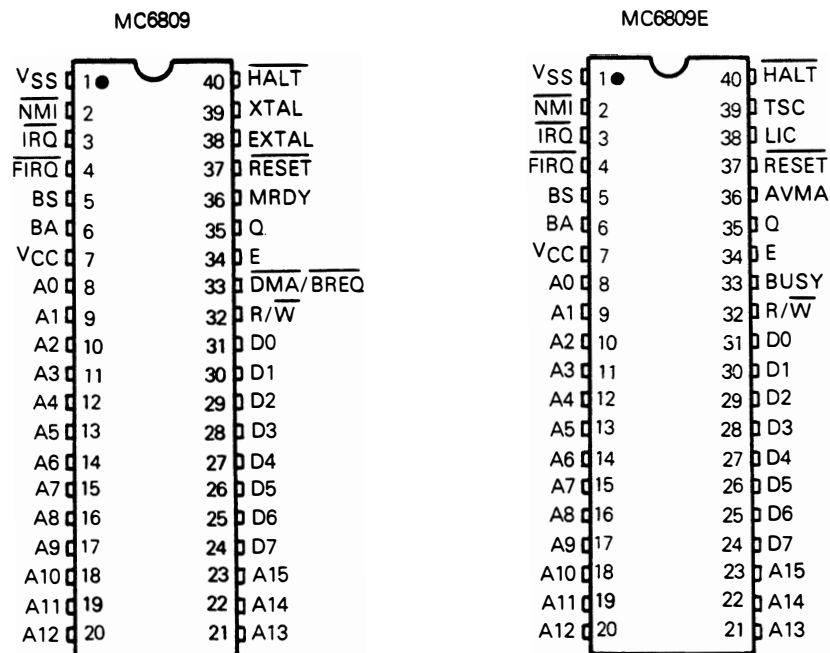 MC6809
VSS 1 40 HALT
NMI 2 39 XTAL
IRQ 3 38 EXTAL
FIRQ 4 37 RESET
BS 5 36 MRDY
BA 6 35 Q
VCC 7 34 E
A0 8 33 DMA/BREQ
A1 9 32 R/W
A2 10 31 D0
A3 11 30 D1
A4 12 29 D2
A5 13 28 D3
A6 14 27 D4
A7 15 26 D5
A8 16 25 D6
A9 17 24 D7
A10 18 23 A15
A11 19 22 A14
A12 20 21 A13
MC6809E
VSS 1 40 HALT
NMI 2 39 TSC
IRQ 3 38 LIC
FIRQ 4 37 RESET
BS 5 36 AVMA
BA 6 35 Q
VCC 7 34 E
A0 8 33 BUSY
A1 9 32 R/W
A2 10 31 D0
A3 11 30 D1
A4 12 29 D2
A5 13 28 D3
A6 14 27 D4
A7 15 26 D5
A8 16 25 D6
A9 17 24 D7
A10 18 23 A15
A11 19 22 A14
A12 20 21 A13